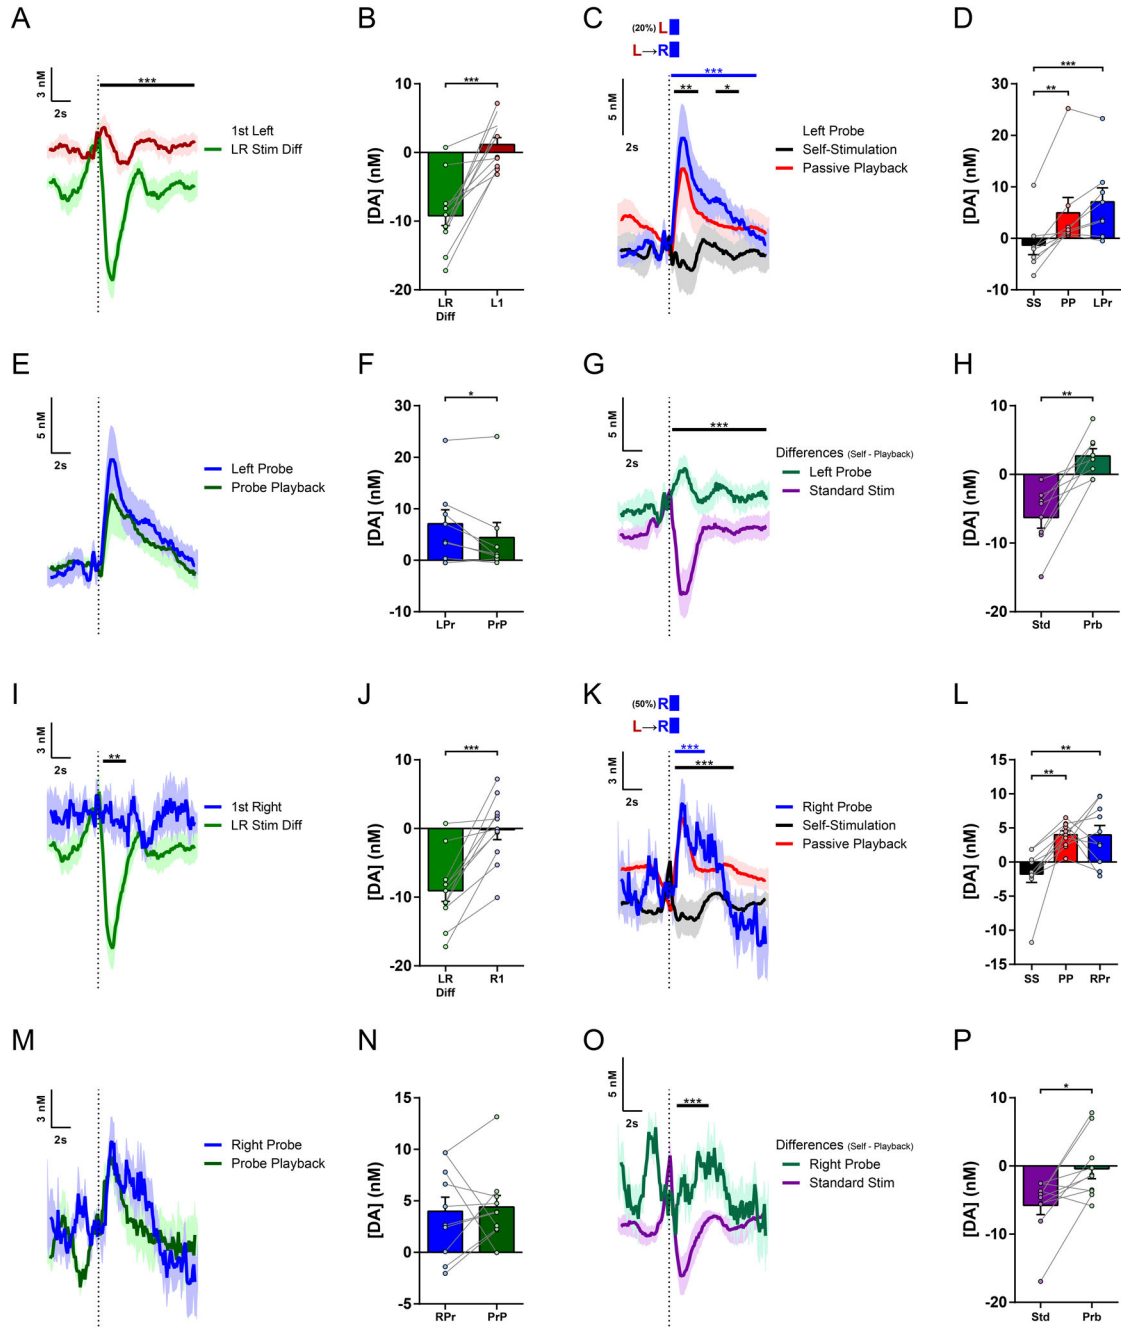 A
3 nM
2s
***
1st Left
LR Stim Diff
B
[DA] (nM)
10
0
-10
-20
***
LR
Diff
L1
C
(20%) L
L→R
5 nM
2s
***
**
*
Left Probe
Self-Stimulation
Passive Playback
D
[DA] (nM)
30
20
10
0
-10
***
**
SS
PP
LPr
E
5 nM
2s
Left Probe
Probe Playback
F
[DA] (nM)
30
20
10
0
-10
*
LPr
PrP
G
5 nM
2s
***
Differences (Self - Playback)
Left Probe
Standard Stim
H
[DA] (nM)
10
0
-10
-20
**
Std
Prb
I
3 nM
2s
**
1st Right
LR Stim Diff
J
[DA] (nM)
10
0
-10
-20
***
LR
Diff
R1
K
(50%) R
L→R
3 nM
2s
***
***
Right Probe
Self-Stimulation
Passive Playback
L
[DA] (nM)
15
10
5
0
-5
-10
-15
**
**
SS
PP
RPr
M
3 nM
2s
Right Probe
Probe Playback
N
[DA] (nM)
15
10
5
0
-5
RPr
PrP
O
5 nM
2s
***
Differences (Self - Playback)
Right Probe
Standard Stim
P
[DA] (nM)
10
0
-10
-20
*
Std
Prb